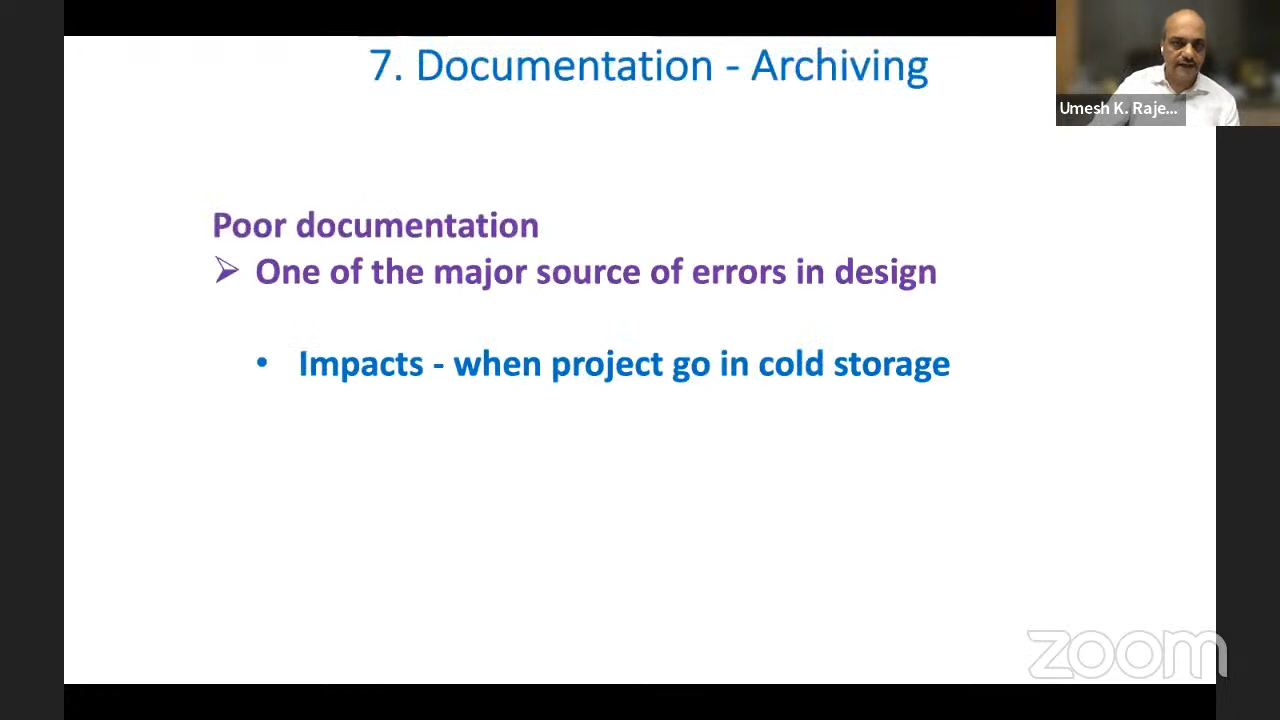 7. Documentation - Archiving
Umesh K. Raje...
Poor documentation
➢ One of the major source of errors in design
• Impacts - when project go in cold storage
zoom